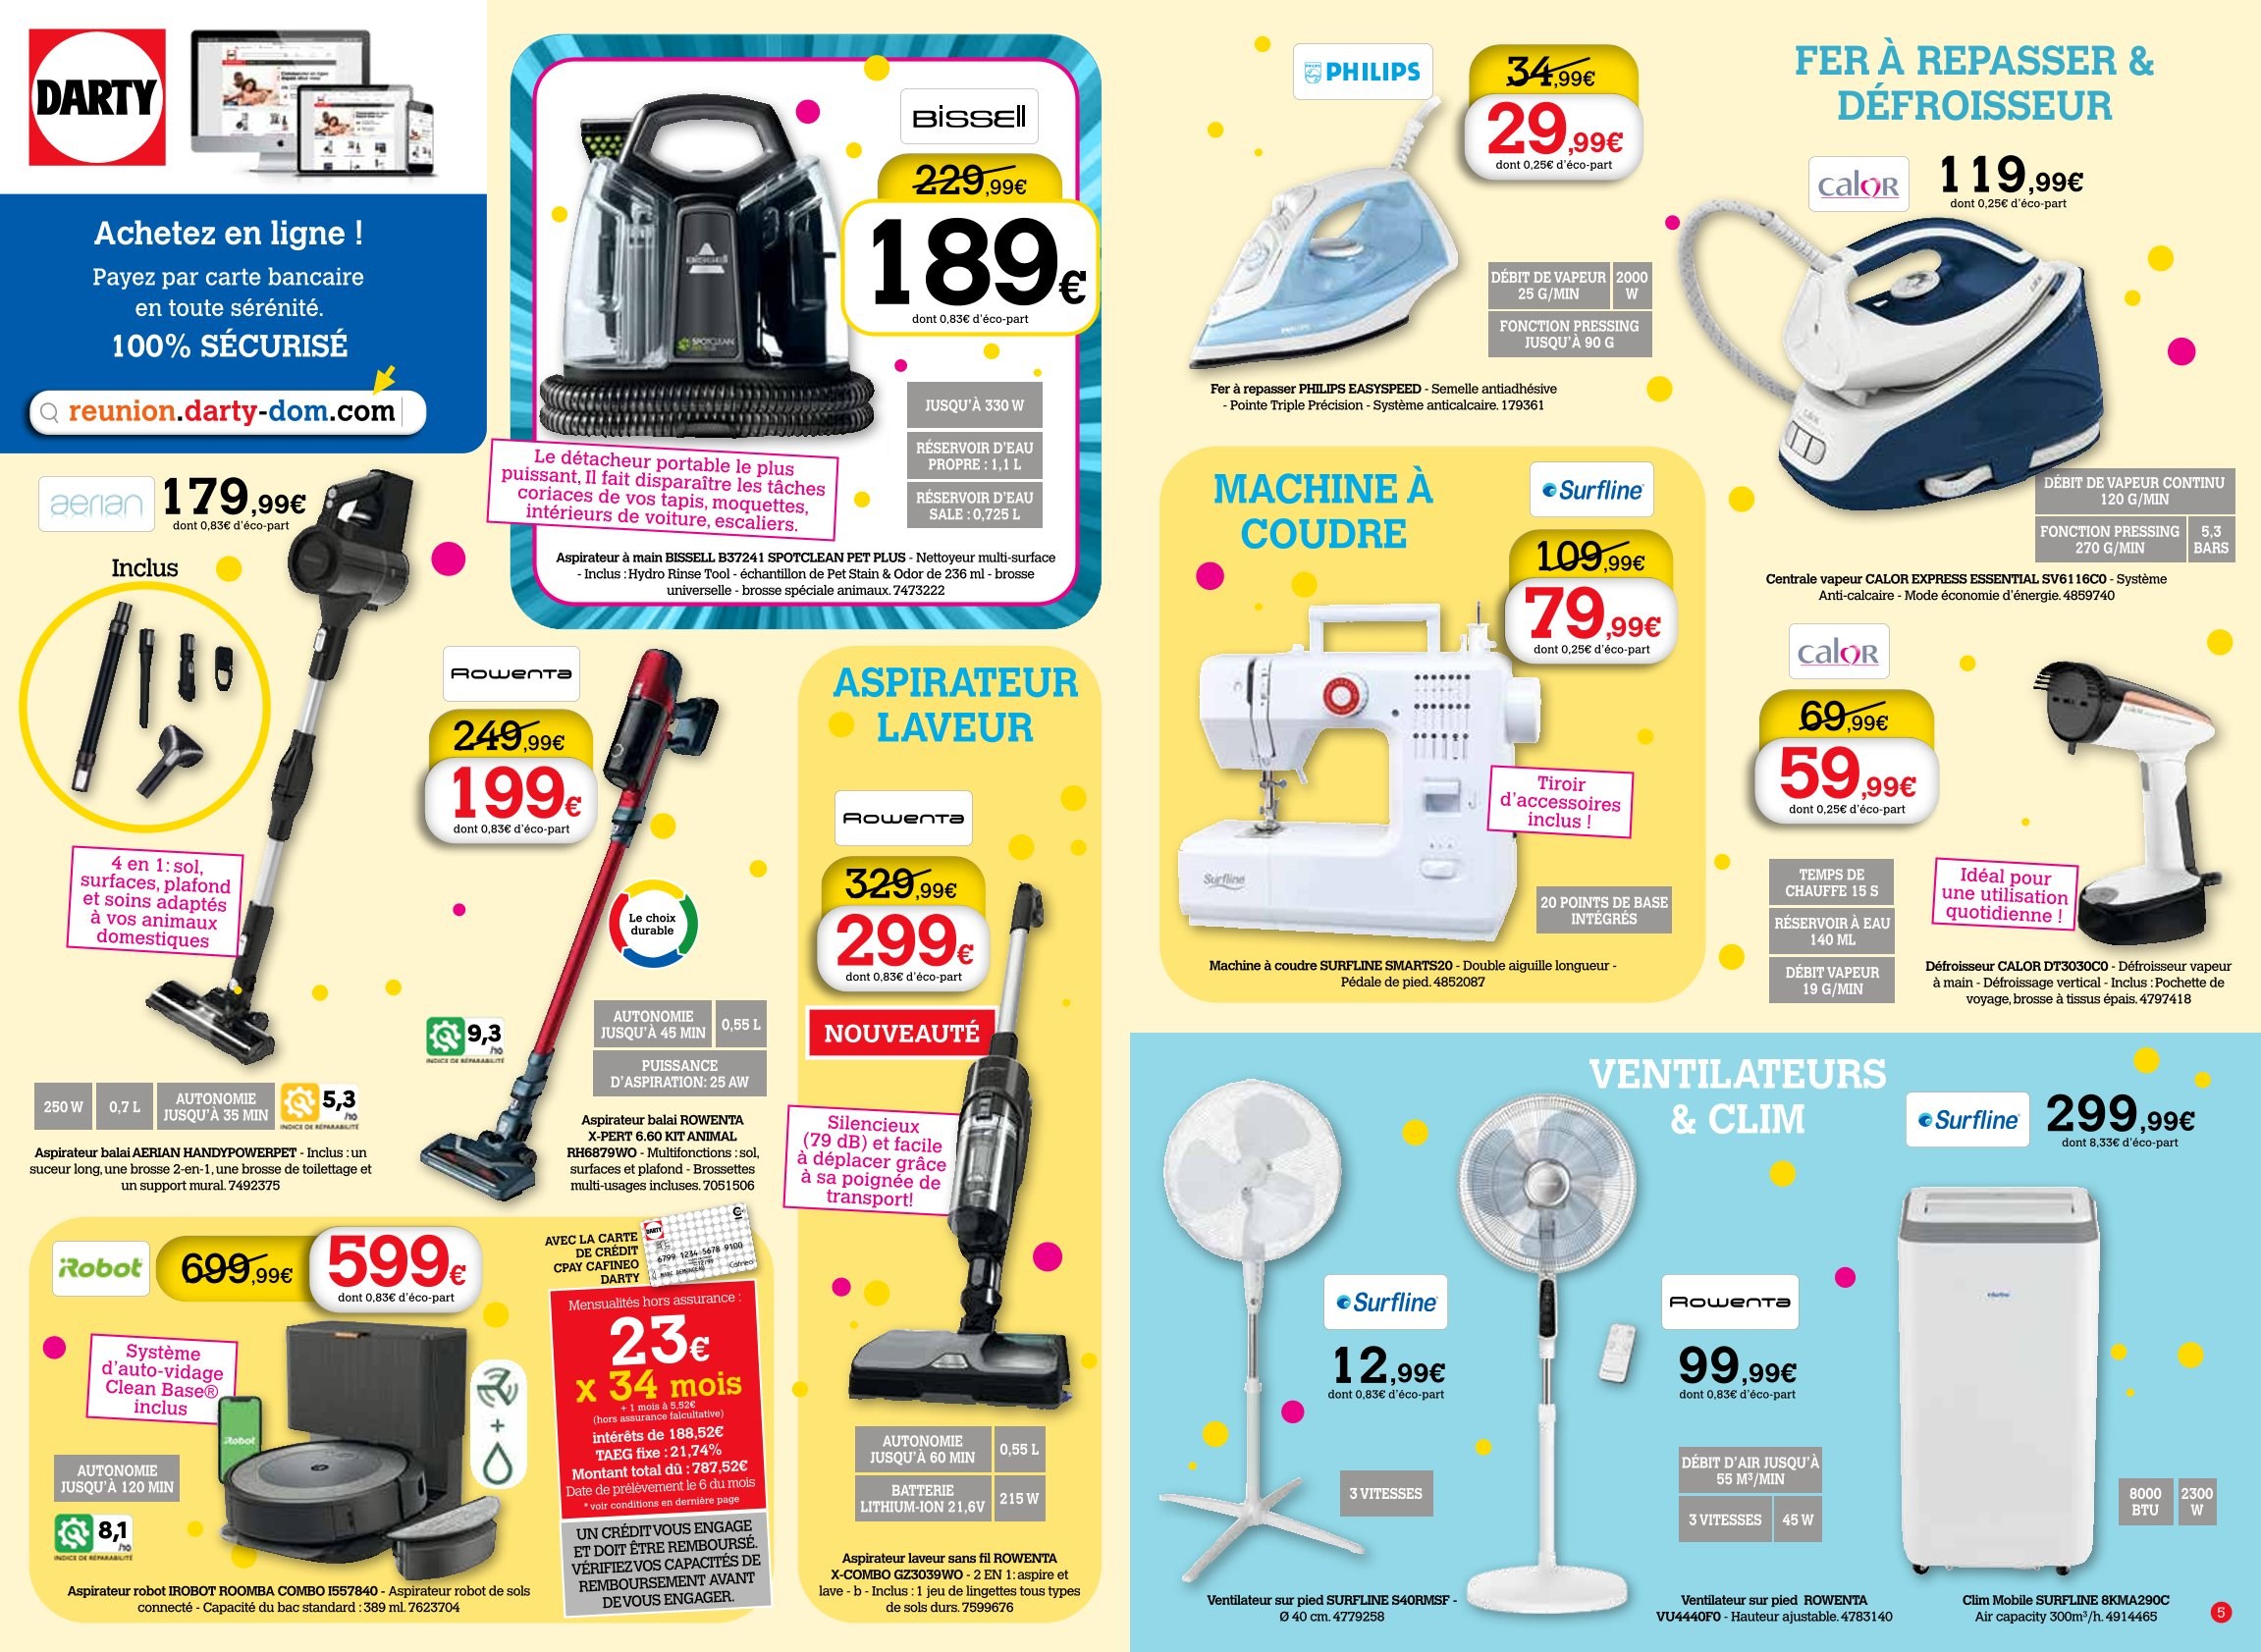 DARTY
Achetez en ligne !
Payez par carte bancaire
en toute sérénité.
100% SÉCURISÉ
reunion.darty-dom.com
BISSELL
229,99€
189€
dont 0,83€ d'éco-part
JUSQU'À 330 W
RÉSERVOIR D'EAU
PROPRE : 1,1 L
RÉSERVOIR D'EAU
SALE : 0,725 L
Le détacheur portable le plus
puissant, Il fait disparaître les tâches
coriaces de vos tapis, moquettes,
intérieurs de voiture, escaliers.
Aspirateur à main BISSELL B37241 SPOTCLEAN PET PLUS - Nettoyeur multi-surface
- Inclus : Hydro Rinse Tool - échantillon de Pet Stain & Odor de 236 ml - brosse
universelle - brosse spéciale animaux. 7473222
aerian
179,99€
dont 0,83€ d'éco-part
Inclus
4 en 1: sol,
surfaces, plafond
et soins adaptés
à vos animaux
domestiques
250 W
0,7 L
AUTONOMIE
JUSQU'À 35 MIN
5,3
/10
INDICE DE RÉPARABILITÉ
Aspirateur balai AERIAN HANDYPOWERPET - Inclus : un
suceur long, une brosse 2-en-1, une brosse de toilettage et
un support mural. 7492375
Rowenta
249,99€
199€
dont 0,83€ d'éco-part
Le choix
durable
9,3
/10
INDICE DE RÉPARABILITÉ
AUTONOMIE
JUSQU'À 45 MIN
0,55 L
PUISSANCE
D'ASPIRATION: 25 AW
Aspirateur balai ROWENTA
X-PERT 6.60 KIT ANIMAL
RH6879WO - Multifonctions : sol,
surfaces et plafond - Brossettes
multi-usages incluses. 7051506
ASPIRATEUR
LAVEUR
Rowenta
329,99€
299€
dont 0,83€ d'éco-part
NOUVEAUTÉ
Silencieux
(79 dB) et facile
à déplacer grâce
à sa poignée de
transport!
AUTONOMIE
JUSQU'À 60 MIN
0,55 L
BATTERIE
LITHIUM-ION 21,6V
215 W
Aspirateur laveur sans fil ROWENTA
X-COMBO GZ3039WO - 2 EN 1: aspire et
lave - b - Inclus : 1 jeu de lingettes tous types
de sols durs. 7599676
iRobot
699,99€
599€
dont 0,83€ d'éco-part
Système
d'auto-vidage
Clean Base®
inclus
iRobot
+
AUTONOMIE
JUSQU'À 120 MIN
8,1
/10
INDICE DE RÉPARABILITÉ
Aspirateur robot IROBOT ROOMBA COMBO I557840 - Aspirateur robot de sols
connecté - Capacité du bac standard : 389 ml. 7623704
AVEC LA CARTE
DE CRÉDIT
CPAY CAFINEO
DARTY
DARTY
6799 1234 5678 9100
Cafineo
Mensualités hors assurance :
23€
x 34 mois
+ 1 mois à 5,52€
(hors assurance falcultative)
intérêts de 188,52€
TAEG fixe : 21,74%
Montant total dû : 787,52€
Date de prélèvement le 6 du mois
* voir conditions en dernière page
UN CRÉDIT VOUS ENGAGE
ET DOIT ÊTRE REMBOURSÉ.
VÉRIFIEZ VOS CAPACITÉS DE
REMBOURSEMENT AVANT
DE VOUS ENGAGER.
PHILIPS
34,99€
29,99€
dont 0,25€ d'éco-part
DÉBIT DE VAPEUR
25 G/MIN
2000
W
FONCTION PRESSING
JUSQU'À 90 G
Fer à repasser PHILIPS EASYSPEED - Semelle antiadhésive
- Pointe Triple Précision - Système anticalcaire. 179361
FER À REPASSER &
DÉFROISSEUR
calor
119,99€
dont 0,25€ d'éco-part
DÉBIT DE VAPEUR CONTINU
120 G/MIN
FONCTION PRESSING
270 G/MIN
5,3
BARS
Centrale vapeur CALOR EXPRESS ESSENTIAL SV6116C0 - Système
Anti-calcaire - Mode économie d'énergie. 4859740
MACHINE À
COUDRE
Surfline
109,99€
79,99€
dont 0,25€ d'éco-part
Surfline
Tiroir
d'accessoires
inclus !
20 POINTS DE BASE
INTÉGRÉS
Machine à coudre SURFLINE SMARTS20 - Double aiguille longueur -
Pédale de pied. 4852087
calor
69,99€
59,99€
dont 0,25€ d'éco-part
TEMPS DE
CHAUFFE 15 S
RÉSERVOIR À EAU
140 ML
DÉBIT VAPEUR
19 G/MIN
Idéal pour
une utilisation
quotidienne !
Défroisseur CALOR DT3030C0 - Défroisseur vapeur
à main - Défroissage vertical - Inclus : Pochette de
voyage, brosse à tissus épais. 4797418
VENTILATEURS
& CLIM
Surfline
12,99€
dont 0,83€ d'éco-part
3 VITESSES
Ventilateur sur pied SURFLINE S40RMSF -
Ø 40 cm. 4779258
Rowenta
99,99€
dont 0,83€ d'éco-part
DÉBIT D'AIR JUSQU'À
55 M³/MIN
3 VITESSES
45 W
Ventilateur sur pied ROWENTA
VU4440F0 - Hauteur ajustable. 4783140
Surfline
299,99€
dont 8,33€ d'éco-part
8000
BTU
2300
W
Clim Mobile SURFLINE 8KMA290C
Air capacity 300m³/h. 4914465
5